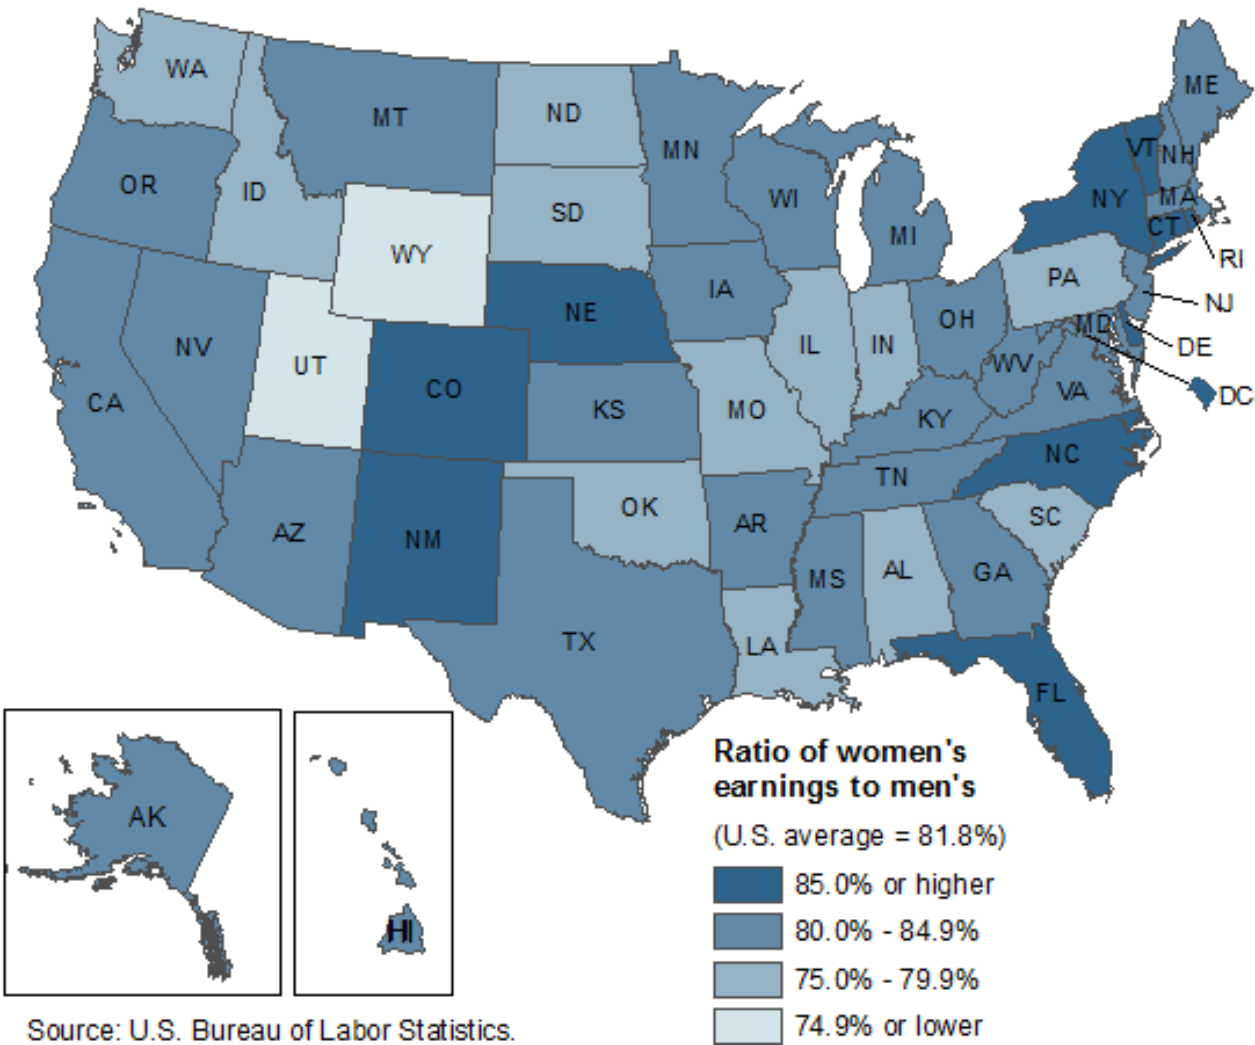 WA
MT
ND
MN
ME
OR
ID
SD
WI
MI
VT
NH
NY
MA
CT
RI
WY
NE
IA
PA
NJ
NV
UT
CO
IL
IN
OH
MD
DE
CA
KS
MO
WV
VA
DC
KY
NC
AZ
NM
OK
AR
TN
SC
TX
LA
MS
AL
GA
FL
AK
HI
Ratio of women's
earnings to men's
(U.S. average = 81.8%)
85.0% or higher
80.0% - 84.9%
75.0% - 79.9%
74.9% or lower
Source: U.S. Bureau of Labor Statistics.